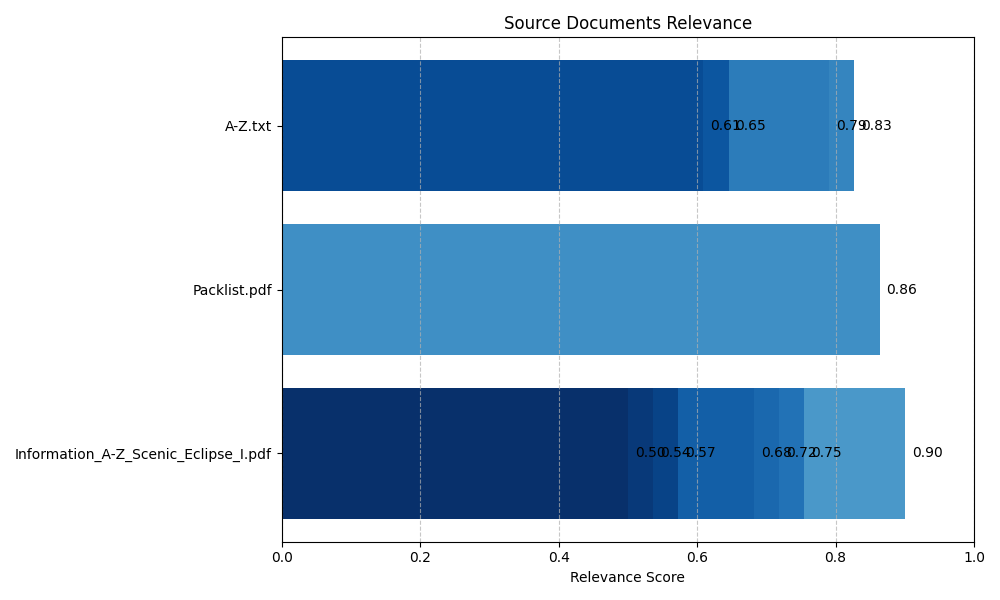 Source Documents Relevance
A-Z.txt
0.61 0.65 0.79 0.83
Packlist.pdf
0.86
Information_A-Z_Scenic_Eclipse_I.pdf
0.50 0.54 0.57 0.68 0.72 0.75 0.90
0.0 0.2 0.4 0.6 0.8 1.0
Relevance Score